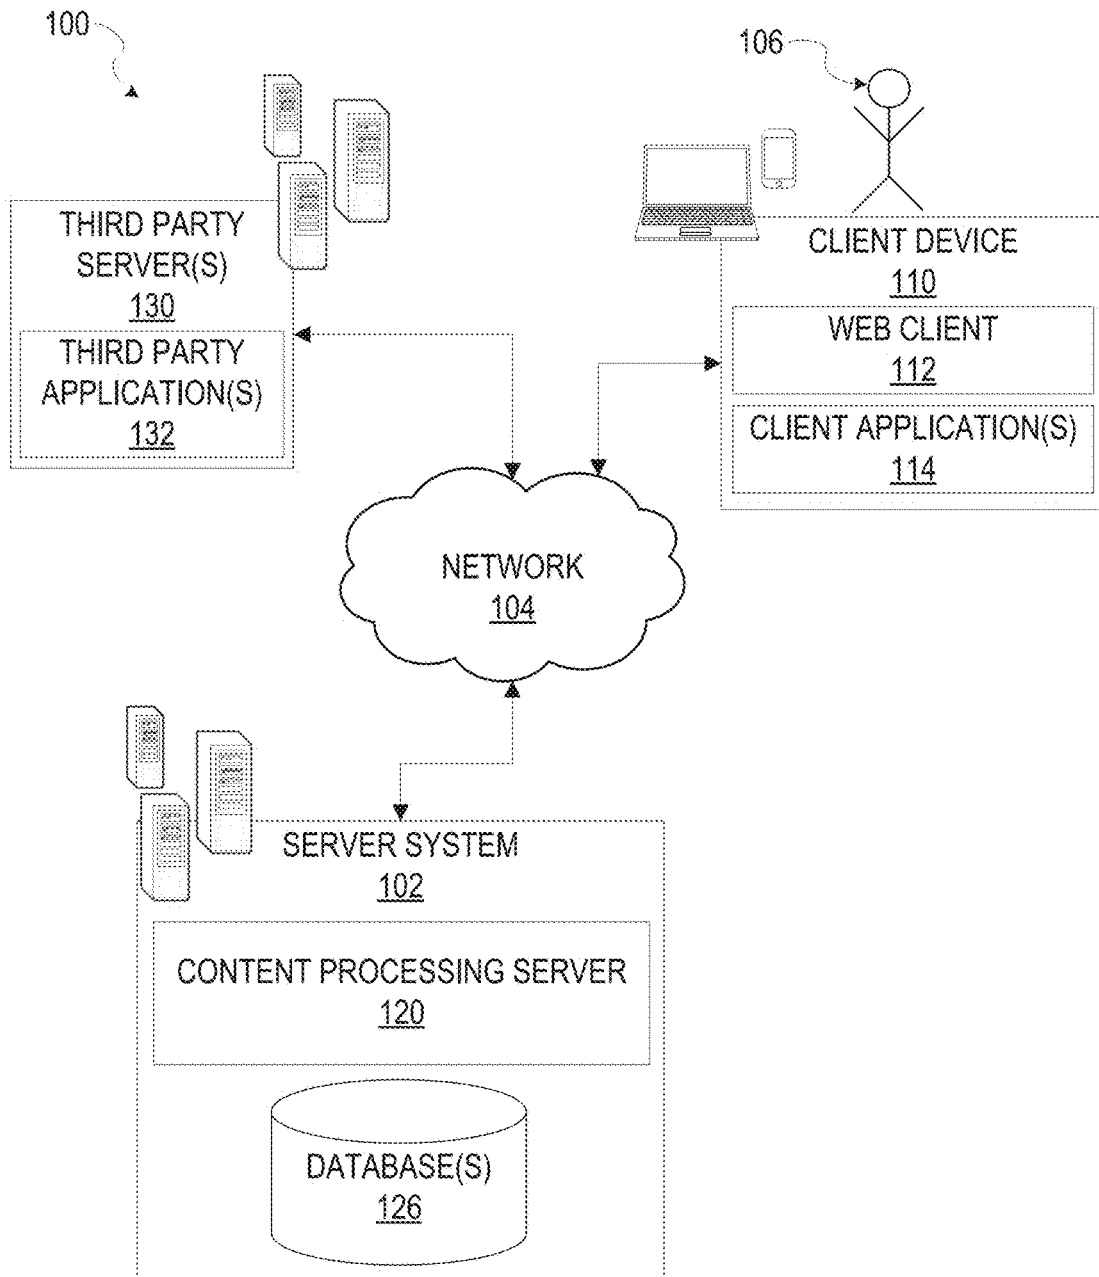 100
106
THIRD PARTY
SERVER(S)
130
THIRD PARTY
APPLICATION(S)
132
CLIENT DEVICE
110
WEB CLIENT
112
CLIENT APPLICATION(S)
114
NETWORK
104
SERVER SYSTEM
102
CONTENT PROCESSING SERVER
120
DATABASE(S)
126